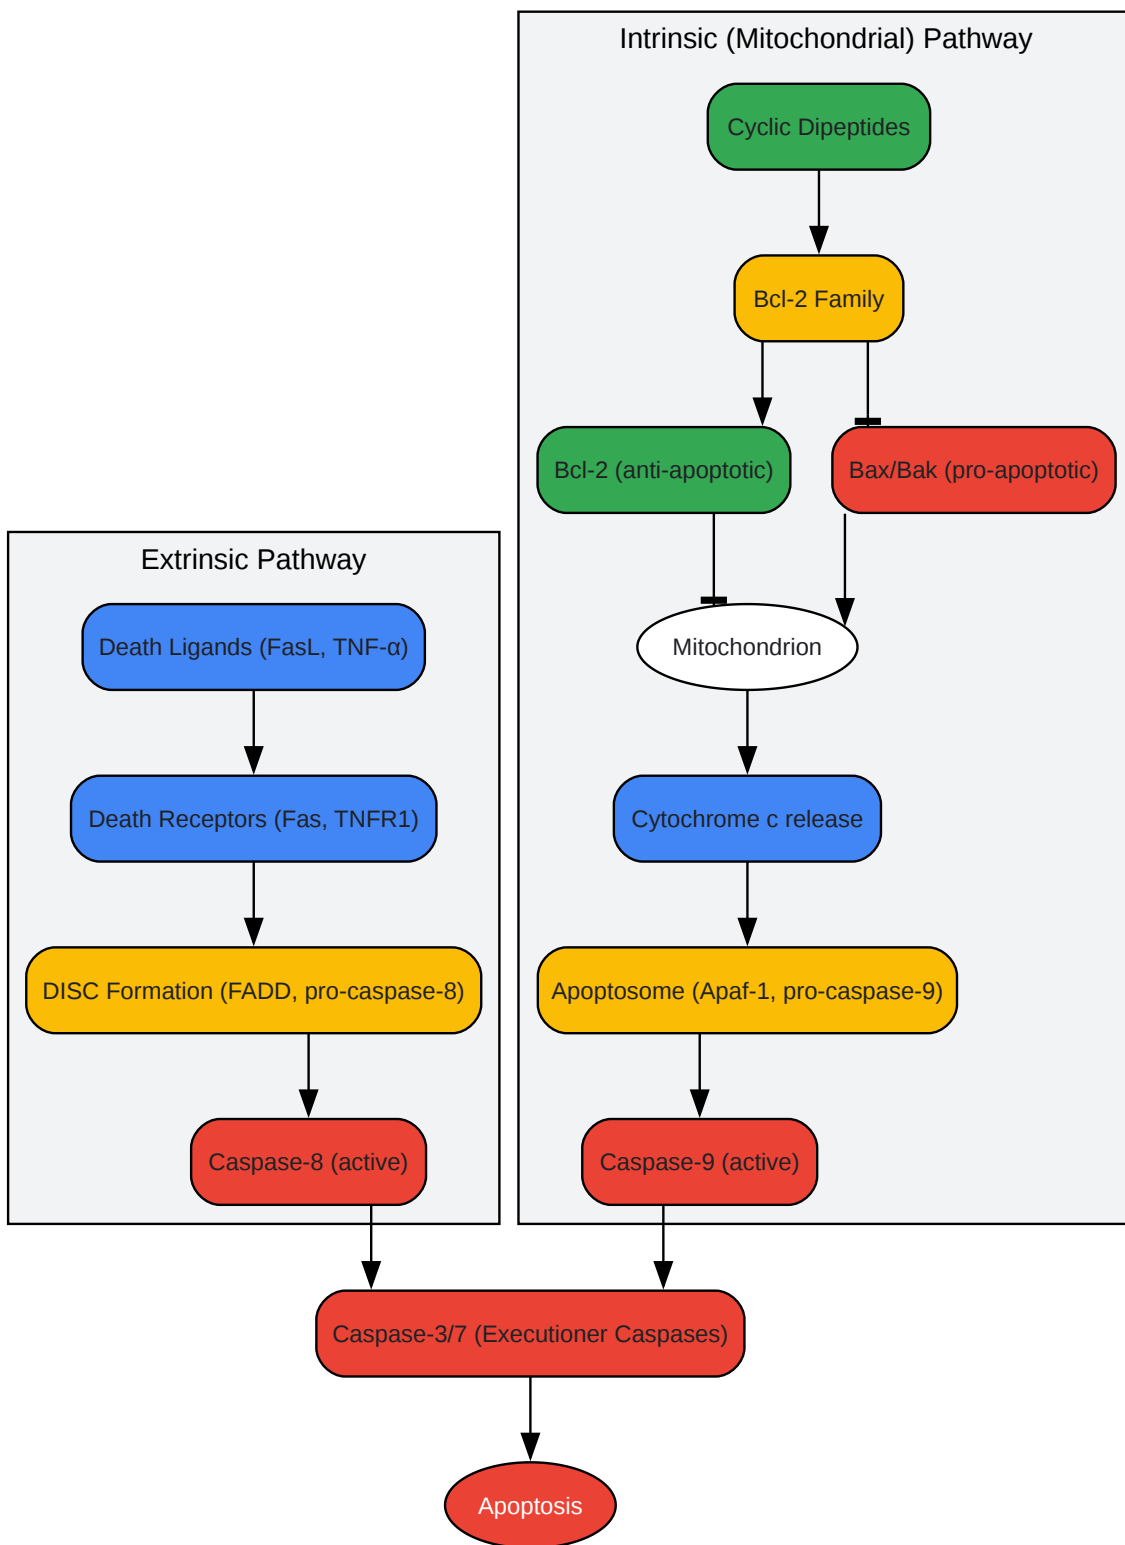 Intrinsic (Mitochondrial) Pathway
Cyclic Dipeptides
Bcl-2 Family
Bcl-2 (anti-apoptotic)
Bax/Bak (pro-apoptotic)
Mitochondrion
Cytochrome c release
Apoptosome (Apaf-1, pro-caspase-9)
Caspase-9 (active)
Extrinsic Pathway
Death Ligands (FasL, TNF-α)
Death Receptors (Fas, TNFR1)
DISC Formation (FADD, pro-caspase-8)
Caspase-8 (active)
Caspase-3/7 (Executioner Caspases)
Apoptosis